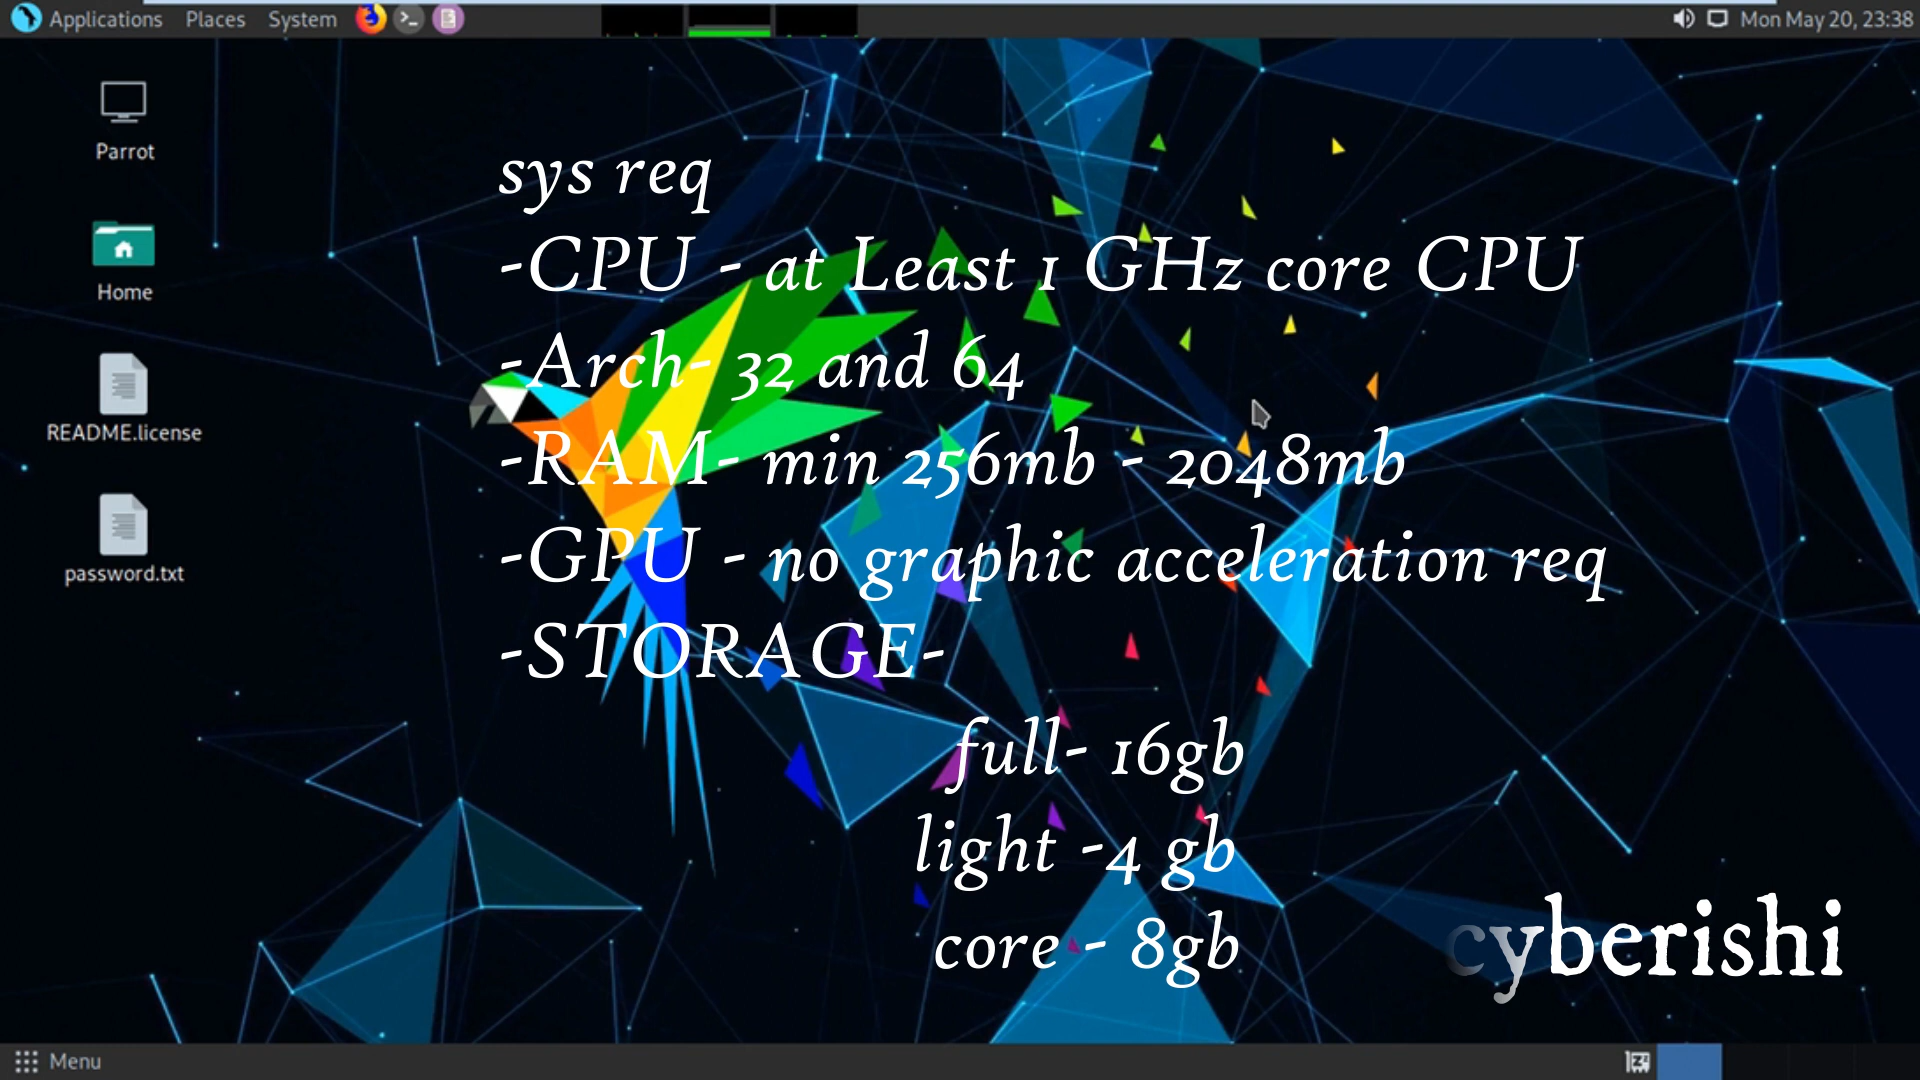 Applications Places System
Mon May 20, 23:38
Parrot
Home
README.license
password.txt
sys req
-CPU - at Least 1 GHz core CPU
-Arch- 32 and 64
-RAM- min 256mb - 2048mb
-GPU - no graphic acceleration req
-STORAGE-
full- 16gb
light -4 gb
core - 8gb
cyberishi
Menu